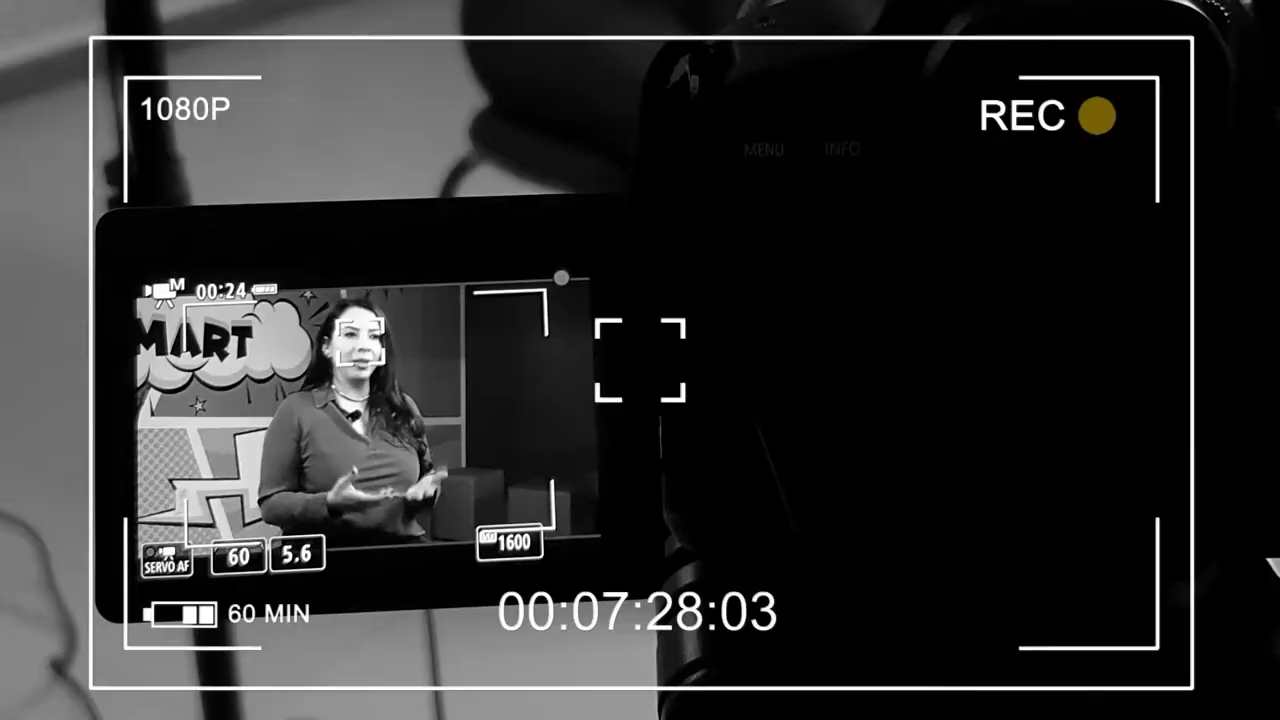 1080P
REC
MENU INFO
M
00:24
MART
SERVO AF
60
5.6
ISO
1600
60 MIN
00:07:28:03